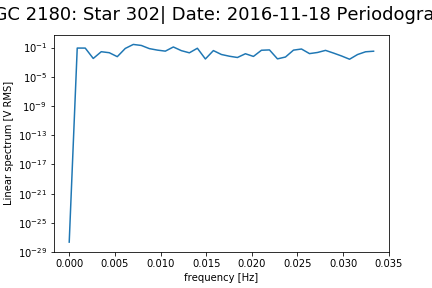 GC 2180: Star 302| Date: 2016-11-18 Periodogra
10⁻¹
10⁻⁵
10⁻⁹
10⁻¹³
10⁻¹⁷
10⁻²¹
10⁻²⁵
10⁻²⁹
Linear spectrum [V RMS]
0.000 0.005 0.010 0.015 0.020 0.025 0.030 0.035
frequency [Hz]